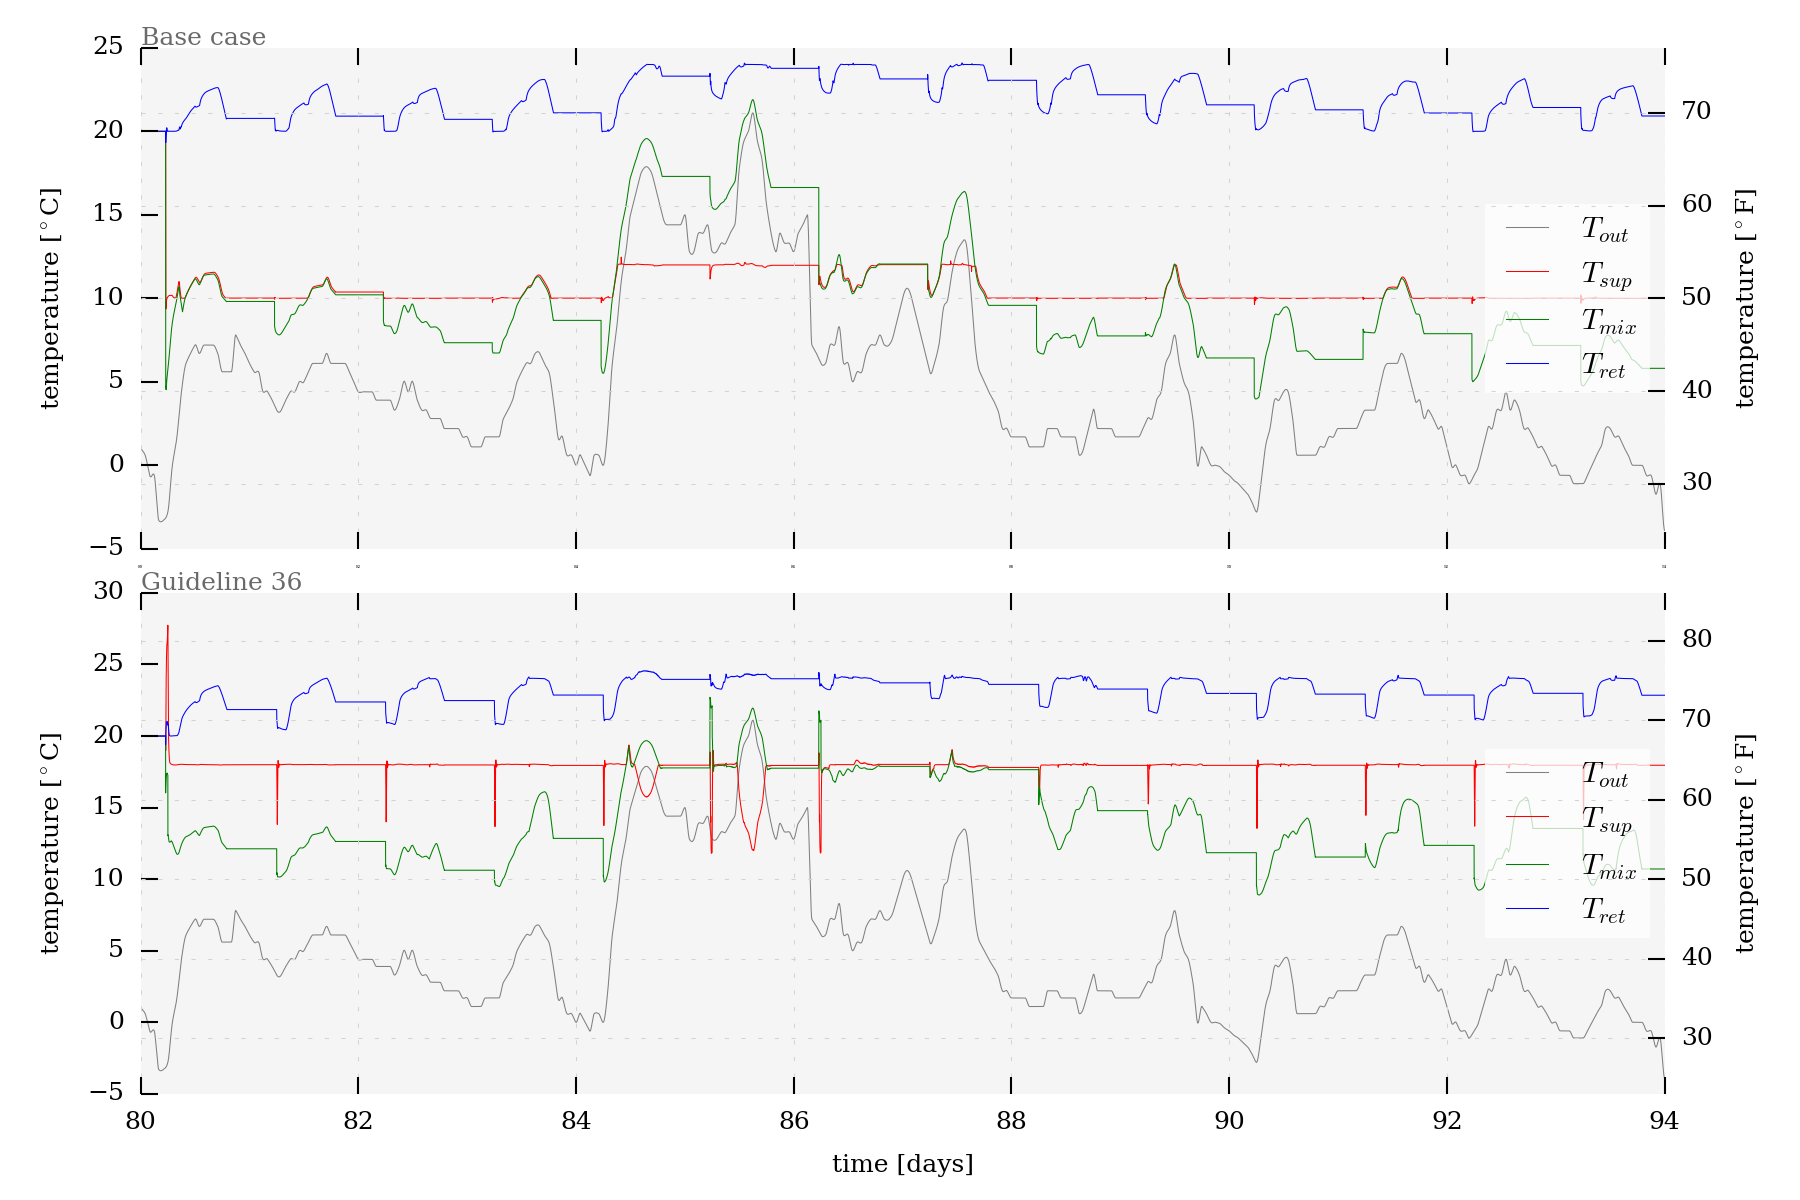 Base case
25
20
15
10
5
0
−5
temperature [°C]
70
60
50
40
30
temperature [°F]
T_out
T_sup
T_mix
T_ret
Guideline 36
30
25
20
15
10
5
0
−5
temperature [°C]
80
70
60
50
40
30
temperature [°F]
T_out
T_sup
T_mix
T_ret
80 82 84 86 88 90 92 94
time [days]